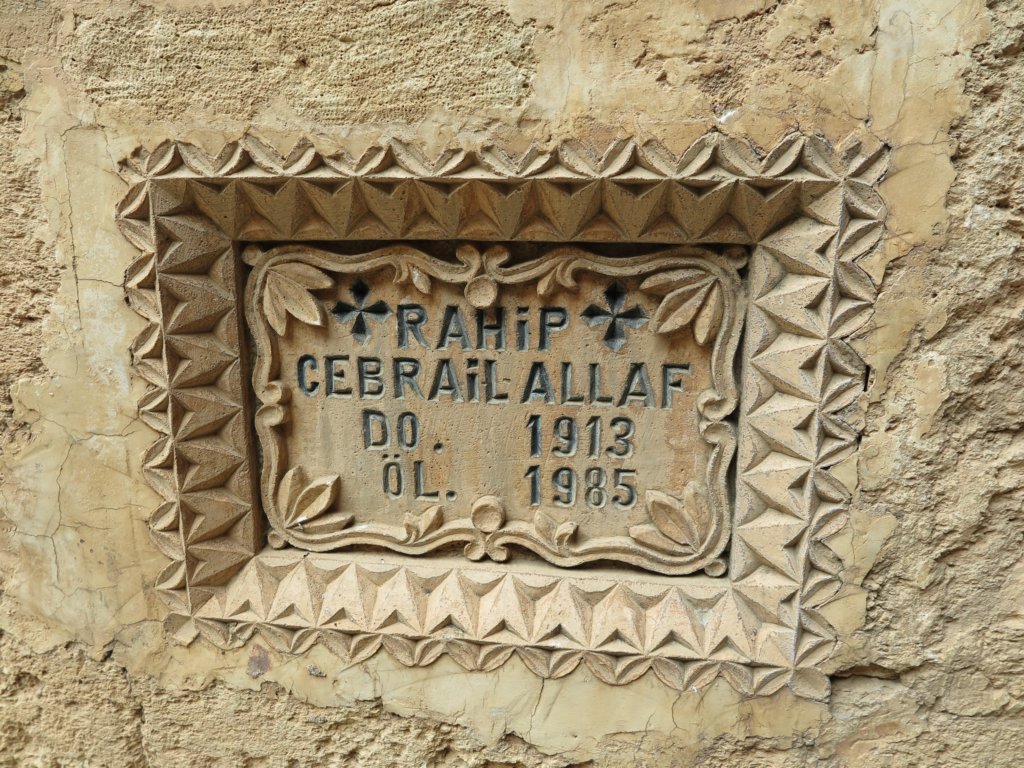 RAHİP
CEBRAİL ALLAF
DO. 1913
ÖL. 1985